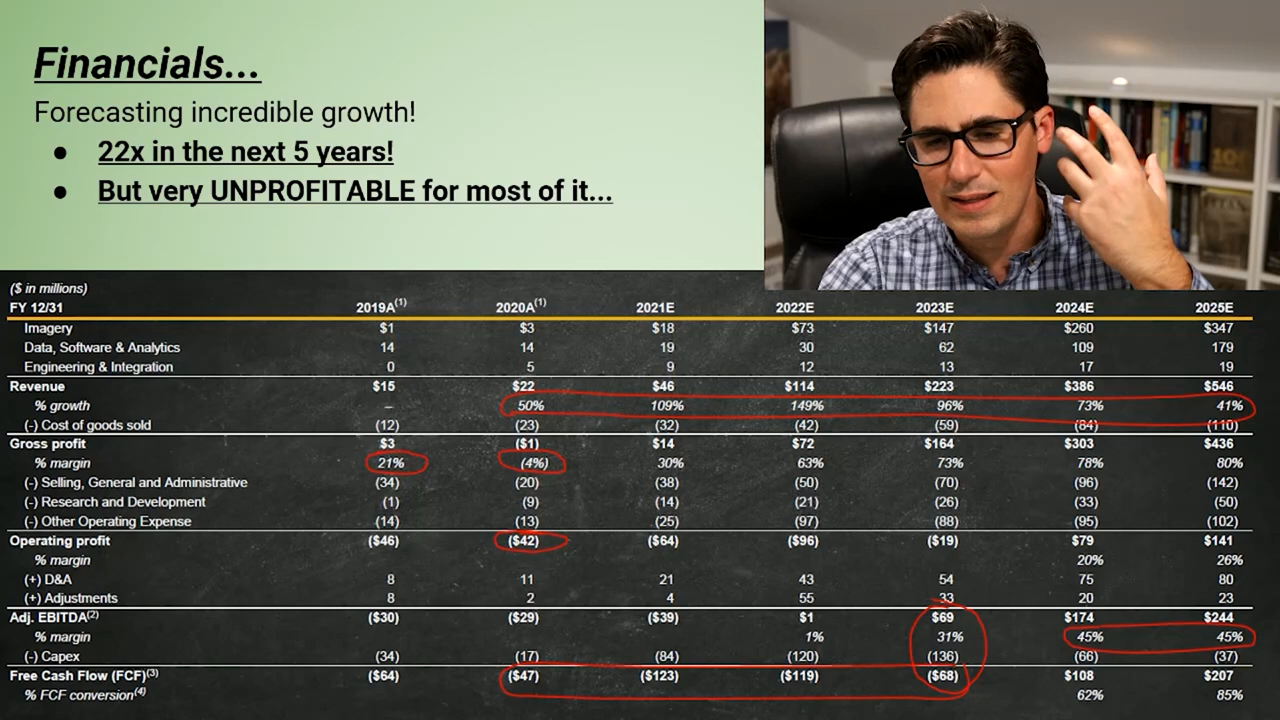 Financials...
Forecasting incredible growth!
● 22x in the next 5 years!
● But very UNPROFITABLE for most of it...
($ in millions)
FY 12/31 2019A(1) 2020A(1) 2021E 2022E 2023E 2024E 2025E
Imagery $1 $3 $18 $73 $147 $260 $347
Data, Software & Analytics 14 14 19 30 62 109 179
Engineering & Integration 0 5 9 12 13 17 19
Revenue $15 $22 $46 $114 $223 $386 $546
% growth – 50% 109% 149% 96% 73% 41%
(-) Cost of goods sold (12) (23) (32) (42) (59) (84) (110)
Gross profit $3 ($1) $14 $72 $164 $303 $436
% margin 21% (4%) 30% 63% 73% 78% 80%
(-) Selling, General and Administrative (34) (20) (38) (50) (70) (96) (142)
(-) Research and Development (1) (9) (14) (21) (26) (33) (50)
(-) Other Operating Expense (14) (13) (25) (97) (88) (95) (102)
Operating profit ($46) ($42) ($64) ($96) ($19) $79 $141
% margin 20% 26%
(+) D&A 8 11 21 43 54 75 80
(+) Adjustments 8 2 4 55 33 20 23
Adj. EBITDA(2) ($30) ($29) ($39) $1 $69 $174 $244
% margin 1% 31% 45% 45%
(-) Capex (34) (17) (84) (120) (136) (66) (37)
Free Cash Flow (FCF)(3) ($64) ($47) ($123) ($119) ($68) $108 $207
% FCF conversion(4) 62% 85%